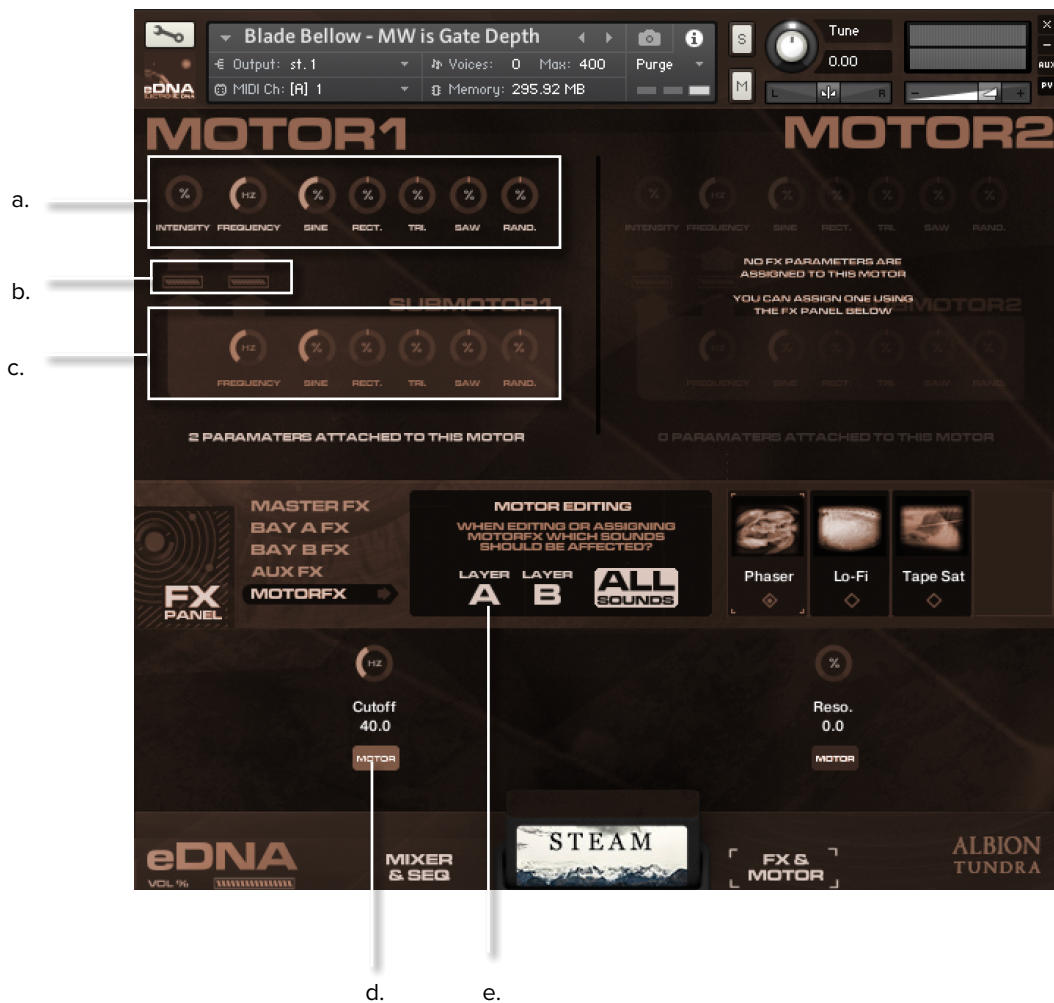 Blade Bellow - MW is Gate Depth
Output: st. 1 Voices: 0 Max: 400 Purge
MIDI Ch: [A] 1 Memory: 295.92 MB
S
M
Tune
0.00
L R
- +
×
-
AUX
PV
eDNA
MOTOR1
MOTOR2
a.
% HZ % % % % %
INTENSITY FREQUENCY SINE RECT. TRI. SAW RAND.
% HZ % % % % %
INTENSITY FREQUENCY SINE RECT. TRI. SAW RAND.
NO FX PARAMETERS ARE
ASSIGNED TO THIS MOTOR
YOU CAN ASSIGN ONE USING
THE FX PANEL BELOW
b.
SUBMOTOR1
SUBMOTOR2
c.
HZ % % % % %
FREQUENCY SINE RECT. TRI. SAW RAND.
HZ % % % % %
FREQUENCY SINE RECT. TRI. SAW RAND.
2 PARAMATERS ATTACHED TO THIS MOTOR
0 PARAMATERS ATTACHED TO THIS MOTOR
FX
PANEL
MASTER FX
BAY A FX
BAY B FX
AUX FX
MOTORFX
MOTOR EDITING
WHEN EDITING OR ASSIGNING
MOTORFX WHICH SOUNDS
SHOULD BE AFFECTED?
LAYER LAYER
A B
ALL
SOUNDS
Phaser Lo-Fi Tape Sat
HZ
Cutoff
40.0
MOTOR
%
Reso.
0.0
MOTOR
eDNA
VOL %
MIXER
& SEQ
STEAM
FX &
MOTOR
ALBION
TUNDRA
d.
e.